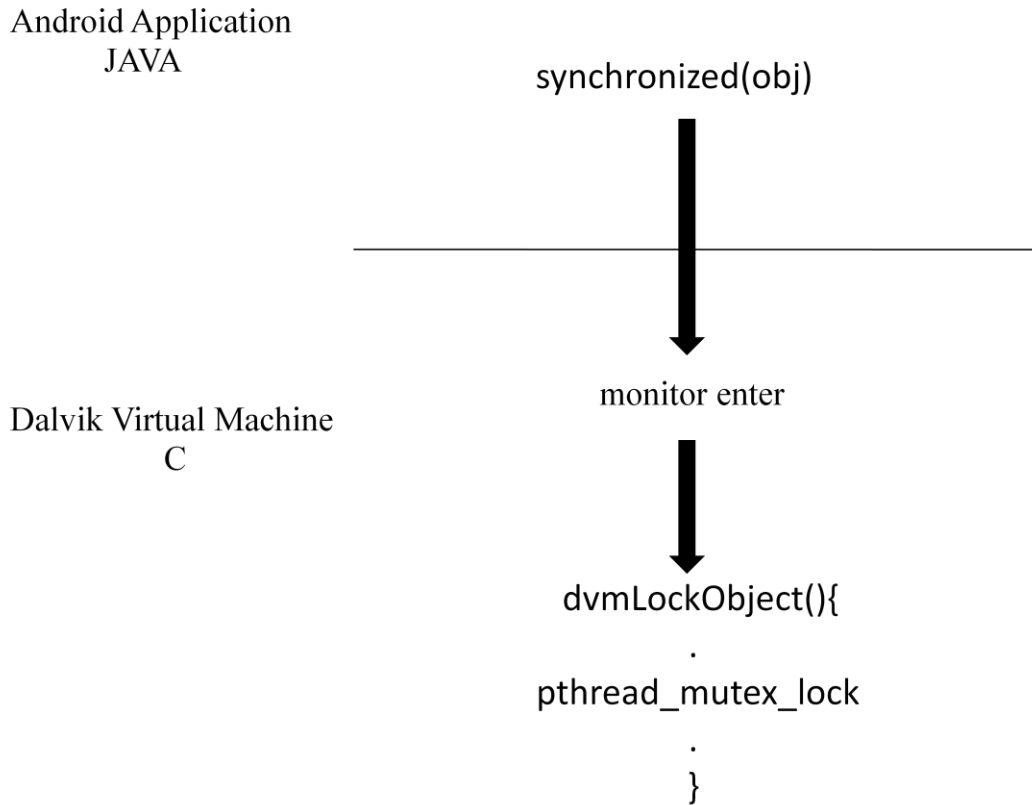 Android Application
JAVA
synchronized(obj)
monitor enter
Dalvik Virtual Machine
C
dvmLockObject(){
.
pthread_mutex_lock
.
}